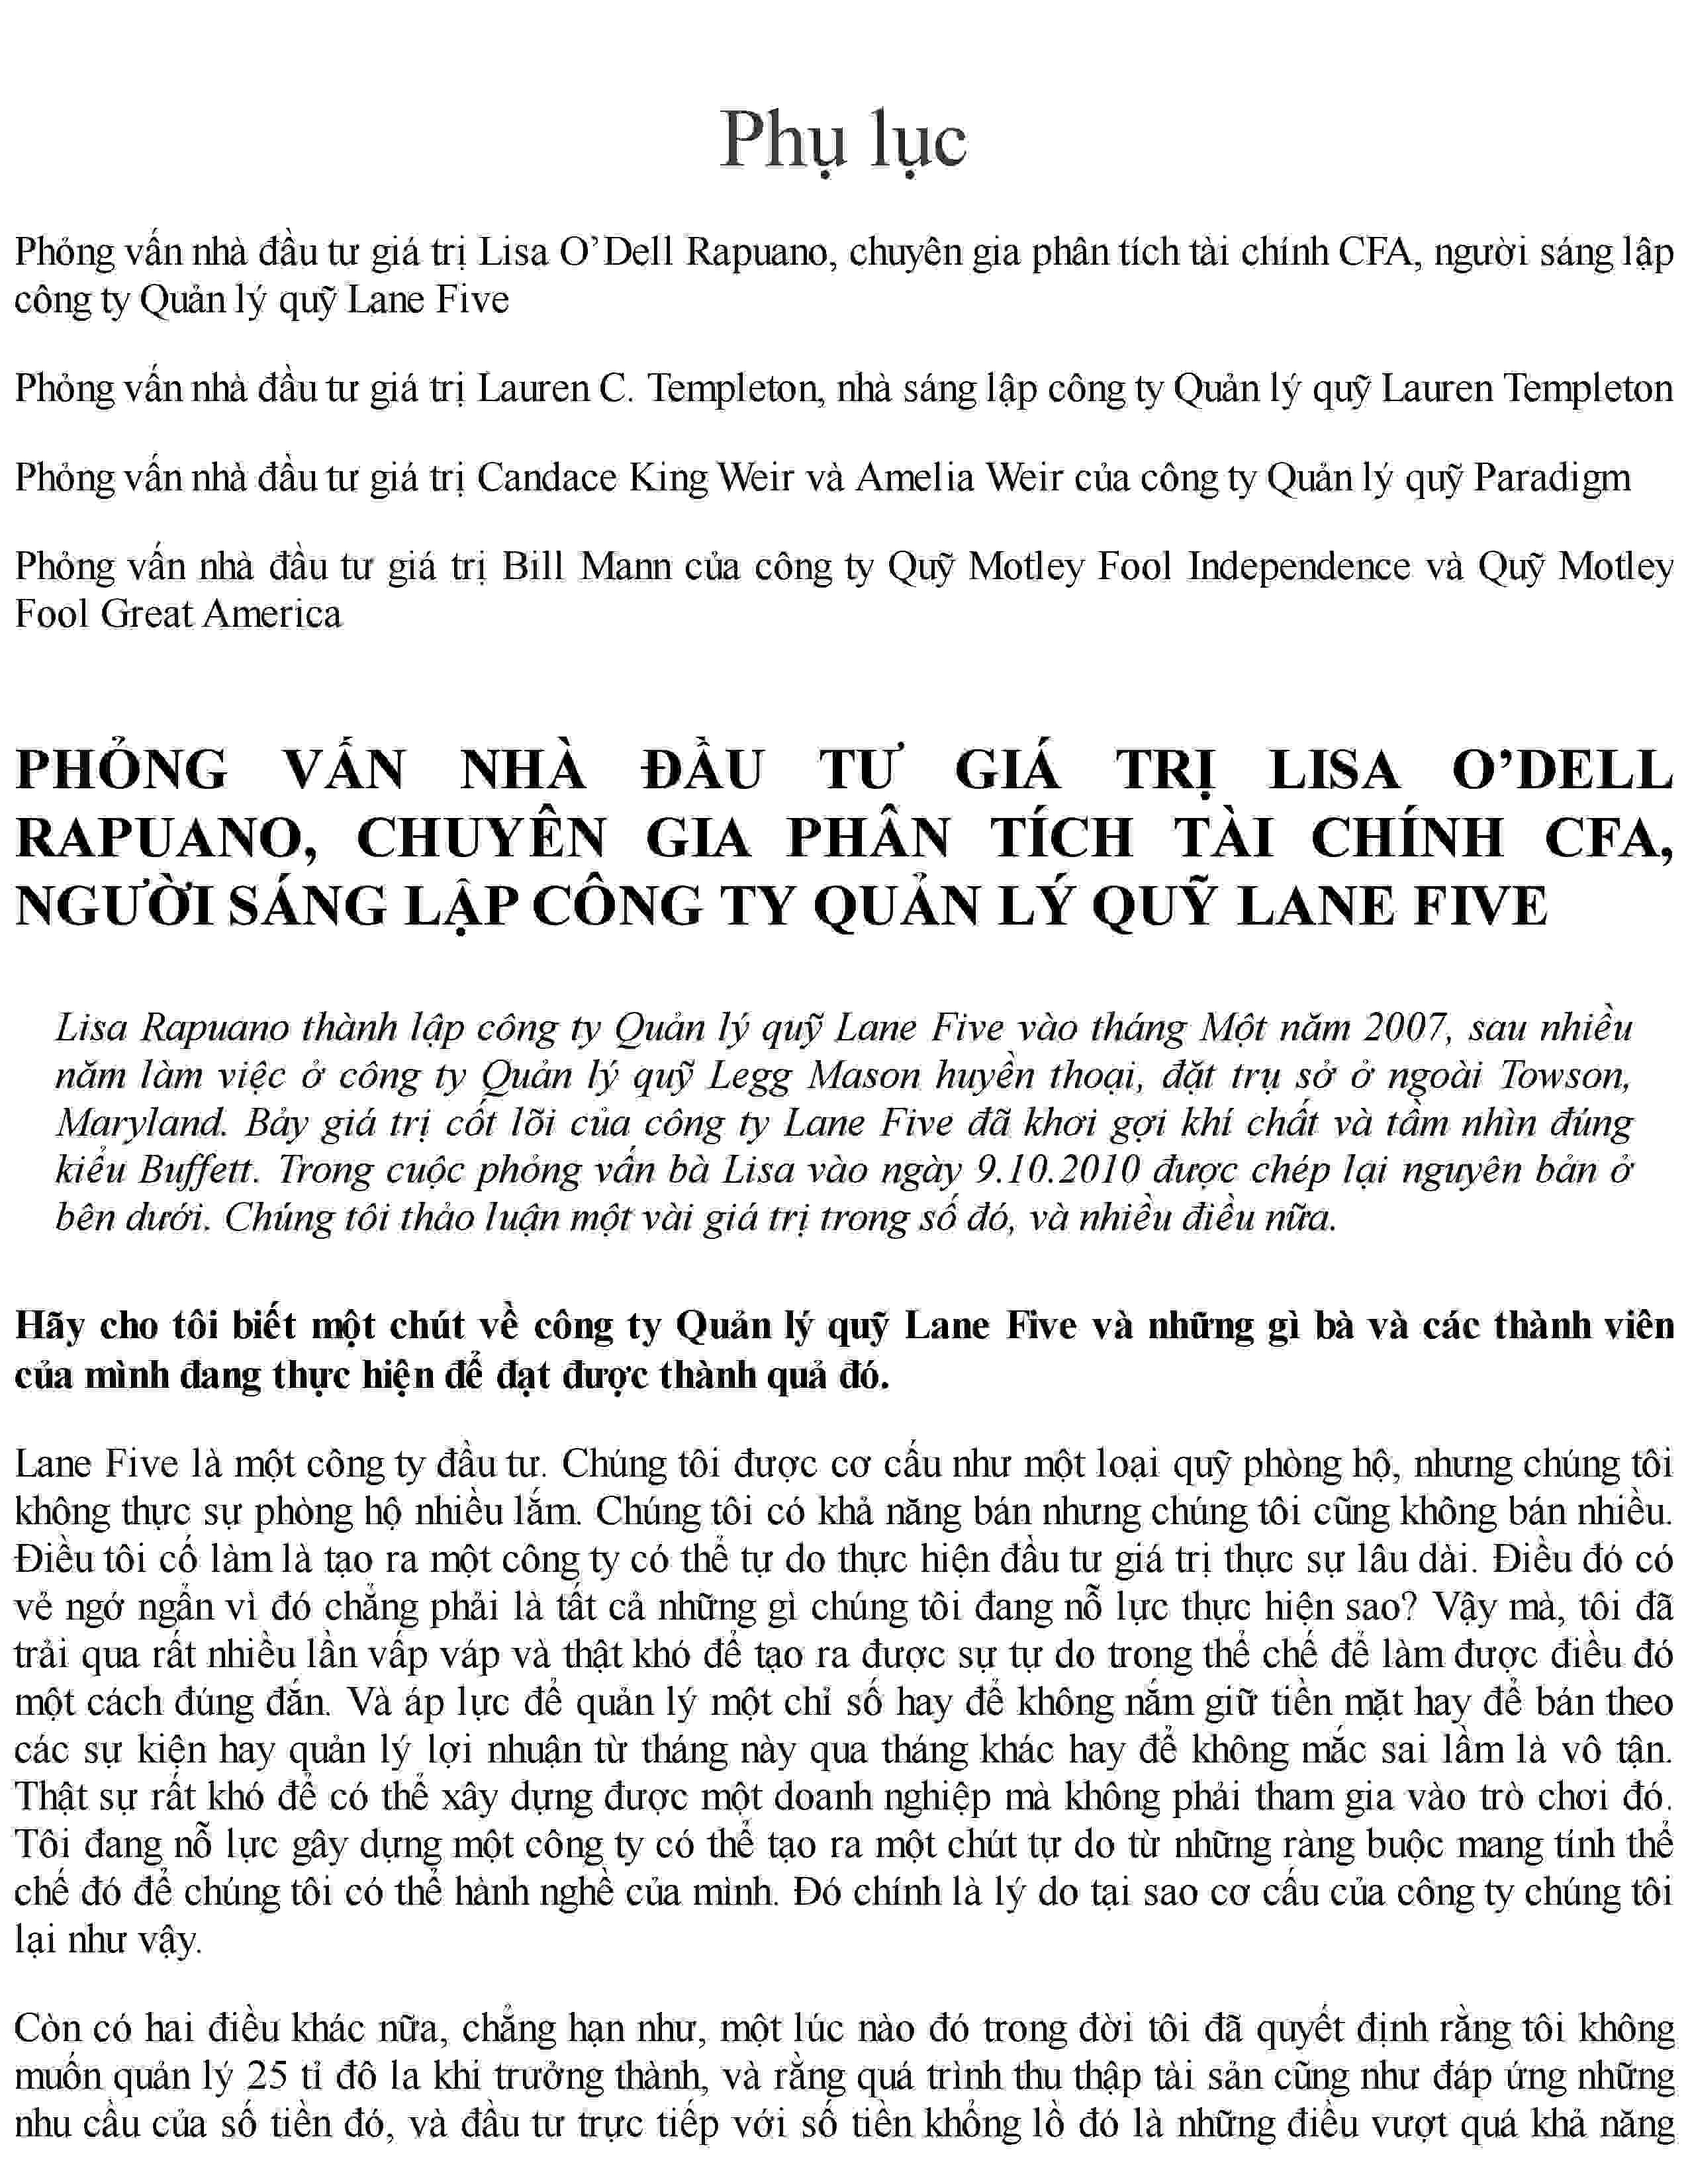 Phụ lục
Phỏng vấn nhà đầu tư giá trị Lisa O’Dell Rapuano, chuyên gia phân tích tài chính CFA, người sáng lập
công ty Quản lý quỹ Lane Five
Phỏng vấn nhà đầu tư giá trị Lauren C. Templeton, nhà sáng lập công ty Quản lý quỹ Lauren Templeton
Phỏng vấn nhà đầu tư giá trị Candace King Weir và Amelia Weir của công ty Quản lý quỹ Paradigm
Phỏng vấn nhà đầu tư giá trị Bill Mann của công ty Quỹ Motley Fool Independence và Quỹ Motley
Fool Great America
PHỎNG VẤN NHÀ ĐẦU TƯ GIÁ TRỊ LISA O’DELL
RAPUANO, CHUYÊN GIA PHÂN TÍCH TÀI CHÍNH CFA,
NGƯỜI SÁNG LẬP CÔNG TY QUẢN LÝ QUỸ LANE FIVE
Lisa Rapuano thành lập công ty Quản lý quỹ Lane Five vào tháng Một năm 2007, sau nhiều
năm làm việc ở công ty Quản lý quỹ Legg Mason huyền thoại, đặt trụ sở ở ngoài Towson,
Maryland. Bảy giá trị cốt lõi của công ty Lane Five đã khơi gợi khí chất và tầm nhìn đúng
kiểu Buffett. Trong cuộc phỏng vấn bà Lisa vào ngày 9.10.2010 được chép lại nguyên bản ở
bên dưới. Chúng tôi thảo luận một vài giá trị trong số đó, và nhiều điều nữa.
Hãy cho tôi biết một chút về công ty Quản lý quỹ Lane Five và những gì bà và các thành viên
của mình đang thực hiện để đạt được thành quả đó.
Lane Five là một công ty đầu tư. Chúng tôi được cơ cấu như một loại quỹ phòng hộ, nhưng chúng tôi
không thực sự phòng hộ nhiều lắm. Chúng tôi có khả năng bán nhưng chúng tôi cũng không bán nhiều.
Điều tôi cố làm là tạo ra một công ty có thể tự do thực hiện đầu tư giá trị thực sự lâu dài. Điều đó có
vẻ ngớ ngẩn vì đó chẳng phải là tất cả những gì chúng tôi đang nỗ lực thực hiện sao? Vậy mà, tôi đã
trải qua rất nhiều lần vấp váp và thật khó để tạo ra được sự tự do trong thể chế để làm được điều đó
một cách đúng đắn. Và áp lực để quản lý một chỉ số hay để không nắm giữ tiền mặt hay để bán theo
các sự kiện hay quản lý lợi nhuận từ tháng này qua tháng khác hay để không mắc sai lầm là vô tận.
Thật sự rất khó để có thể xây dựng được một doanh nghiệp mà không phải tham gia vào trò chơi đó.
Tôi đang nỗ lực gây dựng một công ty có thể tạo ra một chút tự do từ những ràng buộc mang tính thể
chế đó để chúng tôi có thể hành nghề của mình. Đó chính là lý do tại sao cơ cấu của công ty chúng tôi
lại như vậy.
Còn có hai điều khác nữa, chẳng hạn như, một lúc nào đó trong đời tôi đã quyết định rằng tôi không
muốn quản lý 25 tỉ đô la khi trưởng thành, và rằng quá trình thu thập tài sản cũng như đáp ứng những
nhu cầu của số tiền đó, và đầu tư trực tiếp với số tiền khổng lồ đó là những điều vượt quá khả năng